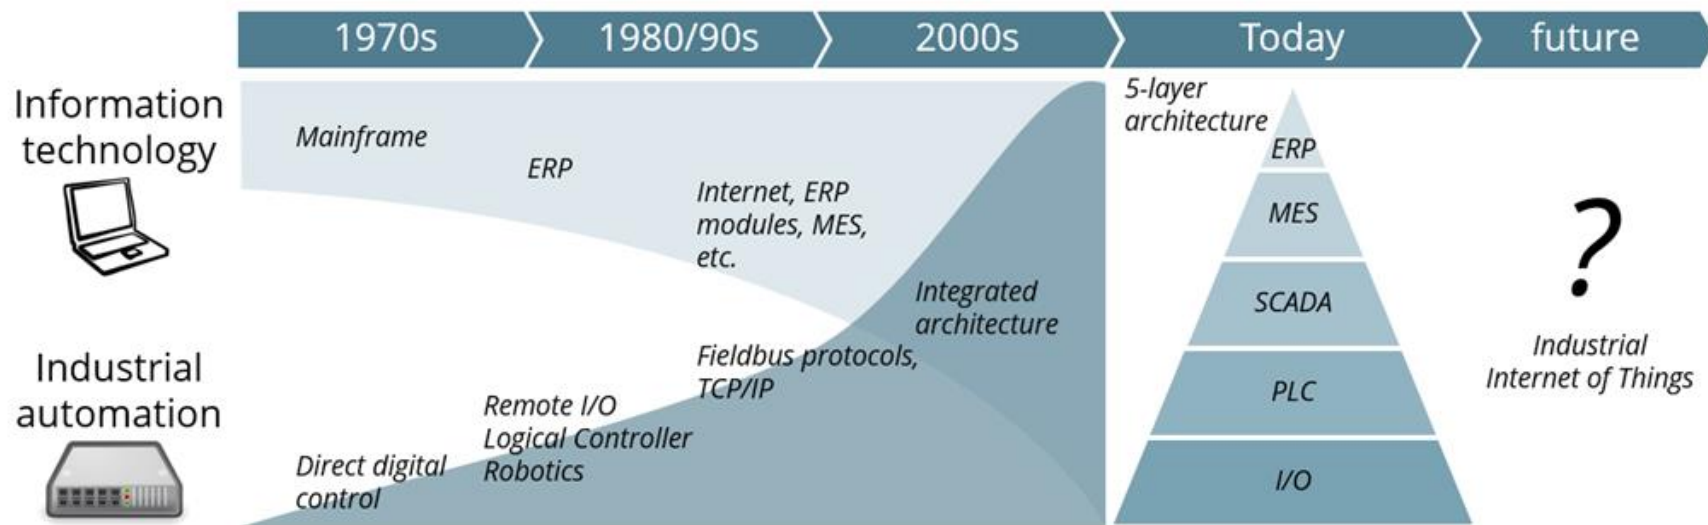 1970s
1980/90s
2000s
Today
future
Information
technology
Mainframe
ERP
Internet, ERP
modules, MES,
etc.
Integrated
architecture
Industrial
automation
Direct digital
control
Remote I/O
Logical Controller
Robotics
Fieldbus protocols,
TCP/IP
5-layer
architecture
ERP
MES
SCADA
PLC
I/O
?
Industrial
Internet of Things